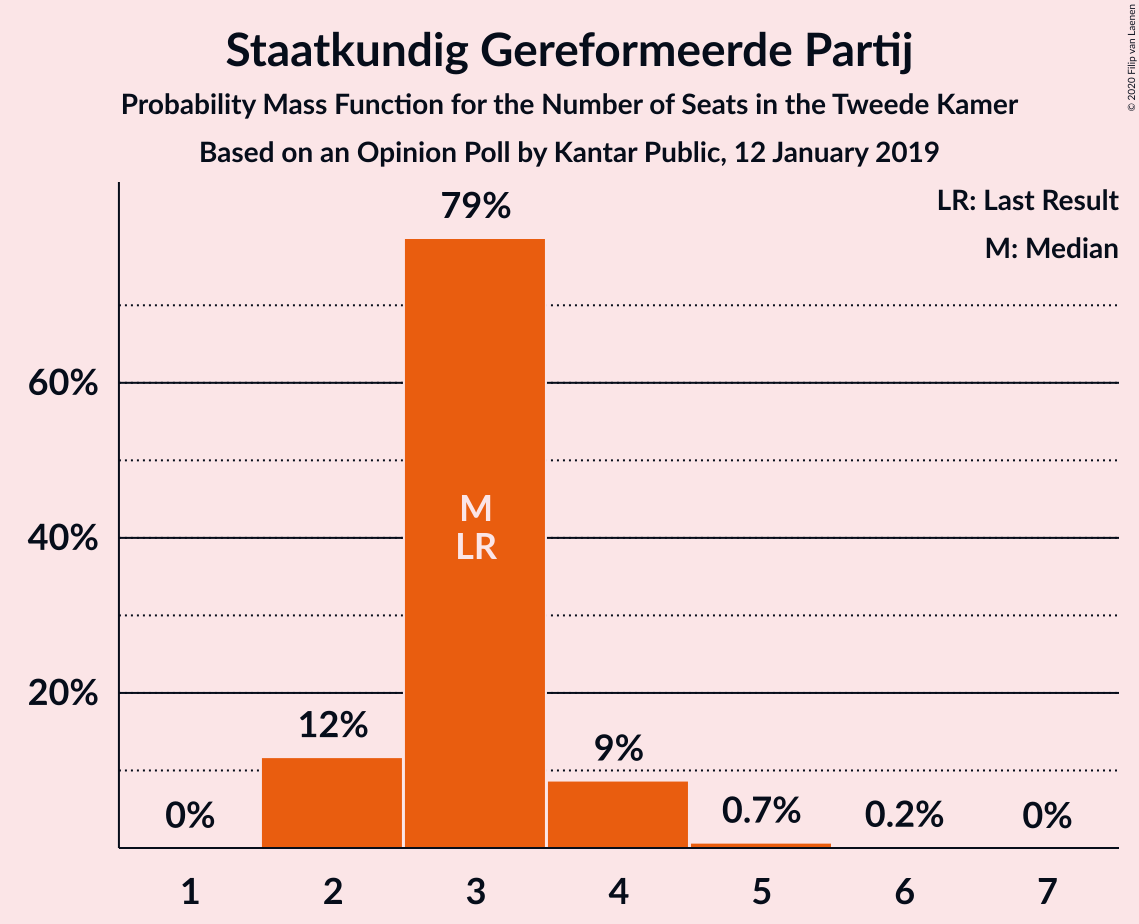 Staatkundig Gereformeerde Partij
Probability Mass Function for the Number of Seats in the Tweede Kamer
Based on an Opinion Poll by Kantar Public, 12 January 2019
© 2020 Filip van Laenen
LR: Last Result
M: Median
79%
60%
M
40%
LR
20%
12%
9%
0%
0.7%
0.2%
0%
1 2 3 4 5 6 7